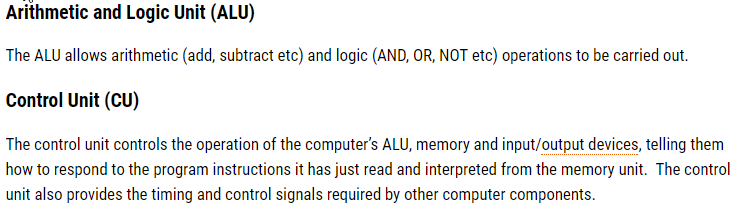 Arithmetic and Logic Unit (ALU)
The ALU allows arithmetic (add, subtract etc) and logic (AND, OR, NOT etc) operations to be carried out.
Control Unit (CU)
The control unit controls the operation of the computer's ALU, memory and input/output devices, telling them
how to respond to the program instructions it has just read and interpreted from the memory unit.  The control
unit also provides the timing and control signals required by other computer components.